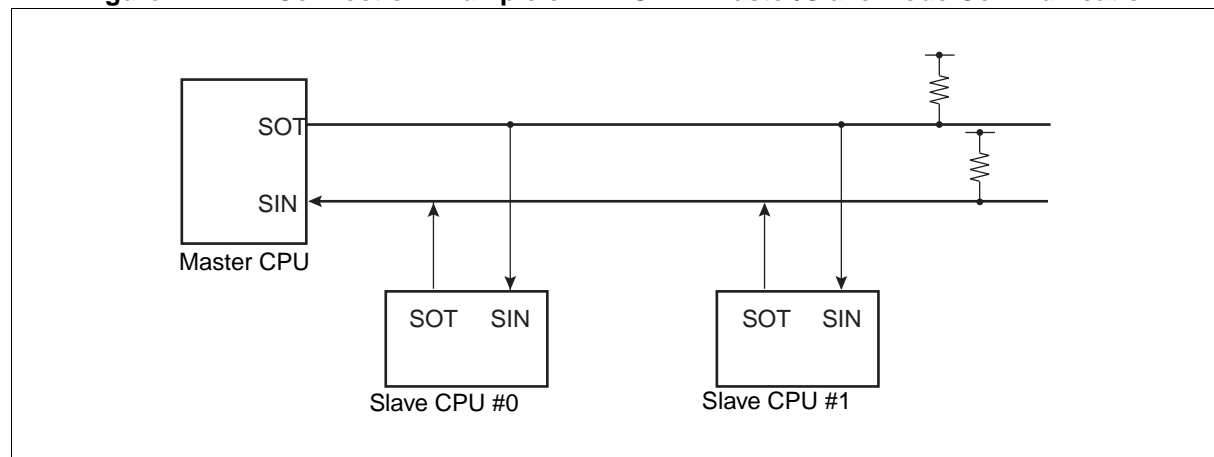 SOT
SIN
Master CPU
SOT SIN
SOT SIN
Slave CPU #0
Slave CPU #1